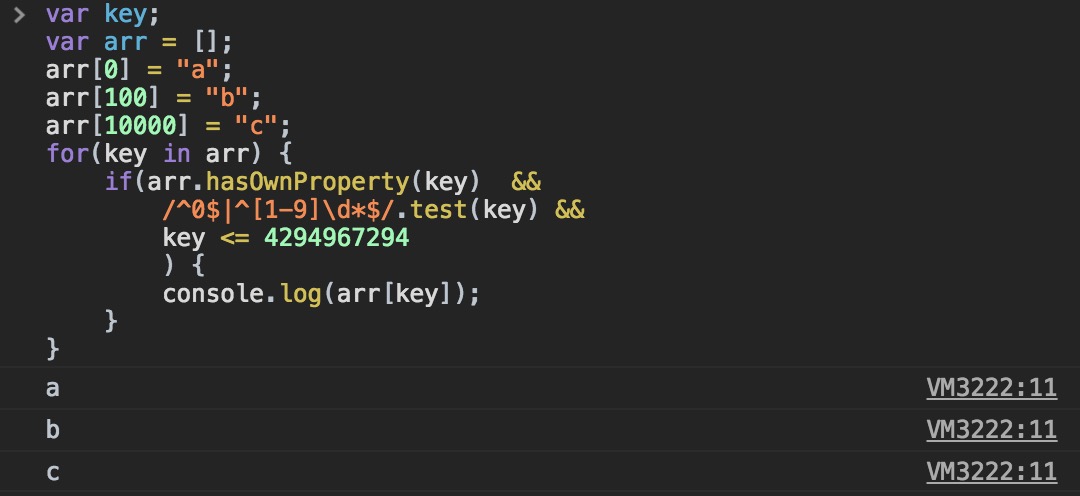 > var key;
var arr = [];
arr[0] = "a";
arr[100] = "b";
arr[10000] = "c";
for(key in arr) {
    if(arr.hasOwnProperty(key)  &&
        /^0$|^[1-9]\d*$/.test(key) &&
        key <= 4294967294
        ) {
        console.log(arr[key]);
    }
}
a VM3222:11
b VM3222:11
c VM3222:11